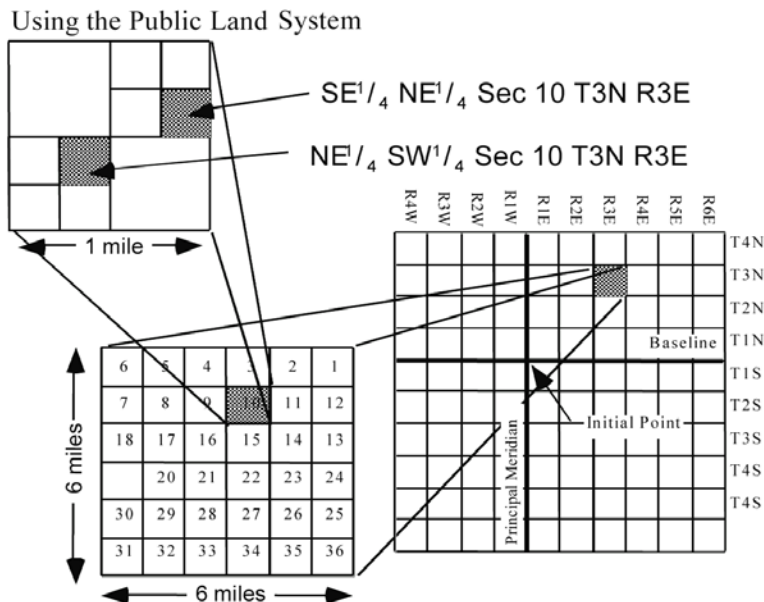 Using the Public Land System
SE1/4 NE1/4 Sec 10 T3N R3E
NE1/4 SW1/4 Sec 10 T3N R3E
1 mile
R4W R3W R2W R1W R1E R2E R3E R4E R5E R6E
T4N
T3N
T2N
Baseline T1N
T1S
T2S
Initial Point
T3S
T4S
T4S
Principal Meridian
6 5 4 3 2 1
7 8 9 10 11 12
18 17 16 15 14 13
20 21 22 23 24
30 29 28 27 26 25
31 32 33 34 35 36
6 miles
6 miles